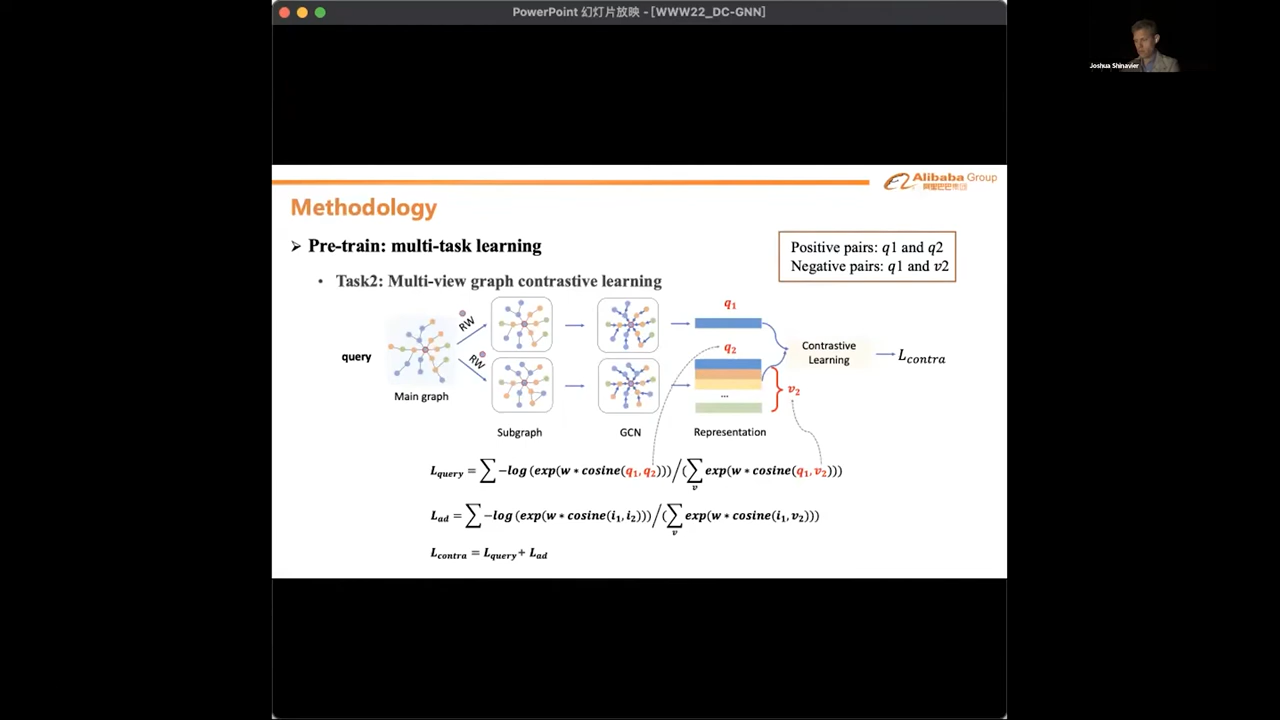 PowerPoint 幻灯片放映 - [WWW22_DC-GNN]
Joshua Shinavier
Alibaba Group
阿里巴巴集团
Methodology
➢ Pre-train: multi-task learning
Positive pairs: q1 and q2
Negative pairs: q1 and v2
• Task2: Multi-view graph contrastive learning
q₁
RW
query
q₂
RW
Contrastive
Learning
L_contra
v₂
...
Main graph
Subgraph
GCN
Representation
L_query = ∑ −log (exp(w ∗ cosine(q₁, q₂)))/(∑_v exp(w ∗ cosine(q₁, v₂)))
L_ad = ∑ −log (exp(w ∗ cosine(i₁, i₂)))/(∑_v exp(w ∗ cosine(i₁, v₂)))
L_contra = L_query + L_ad